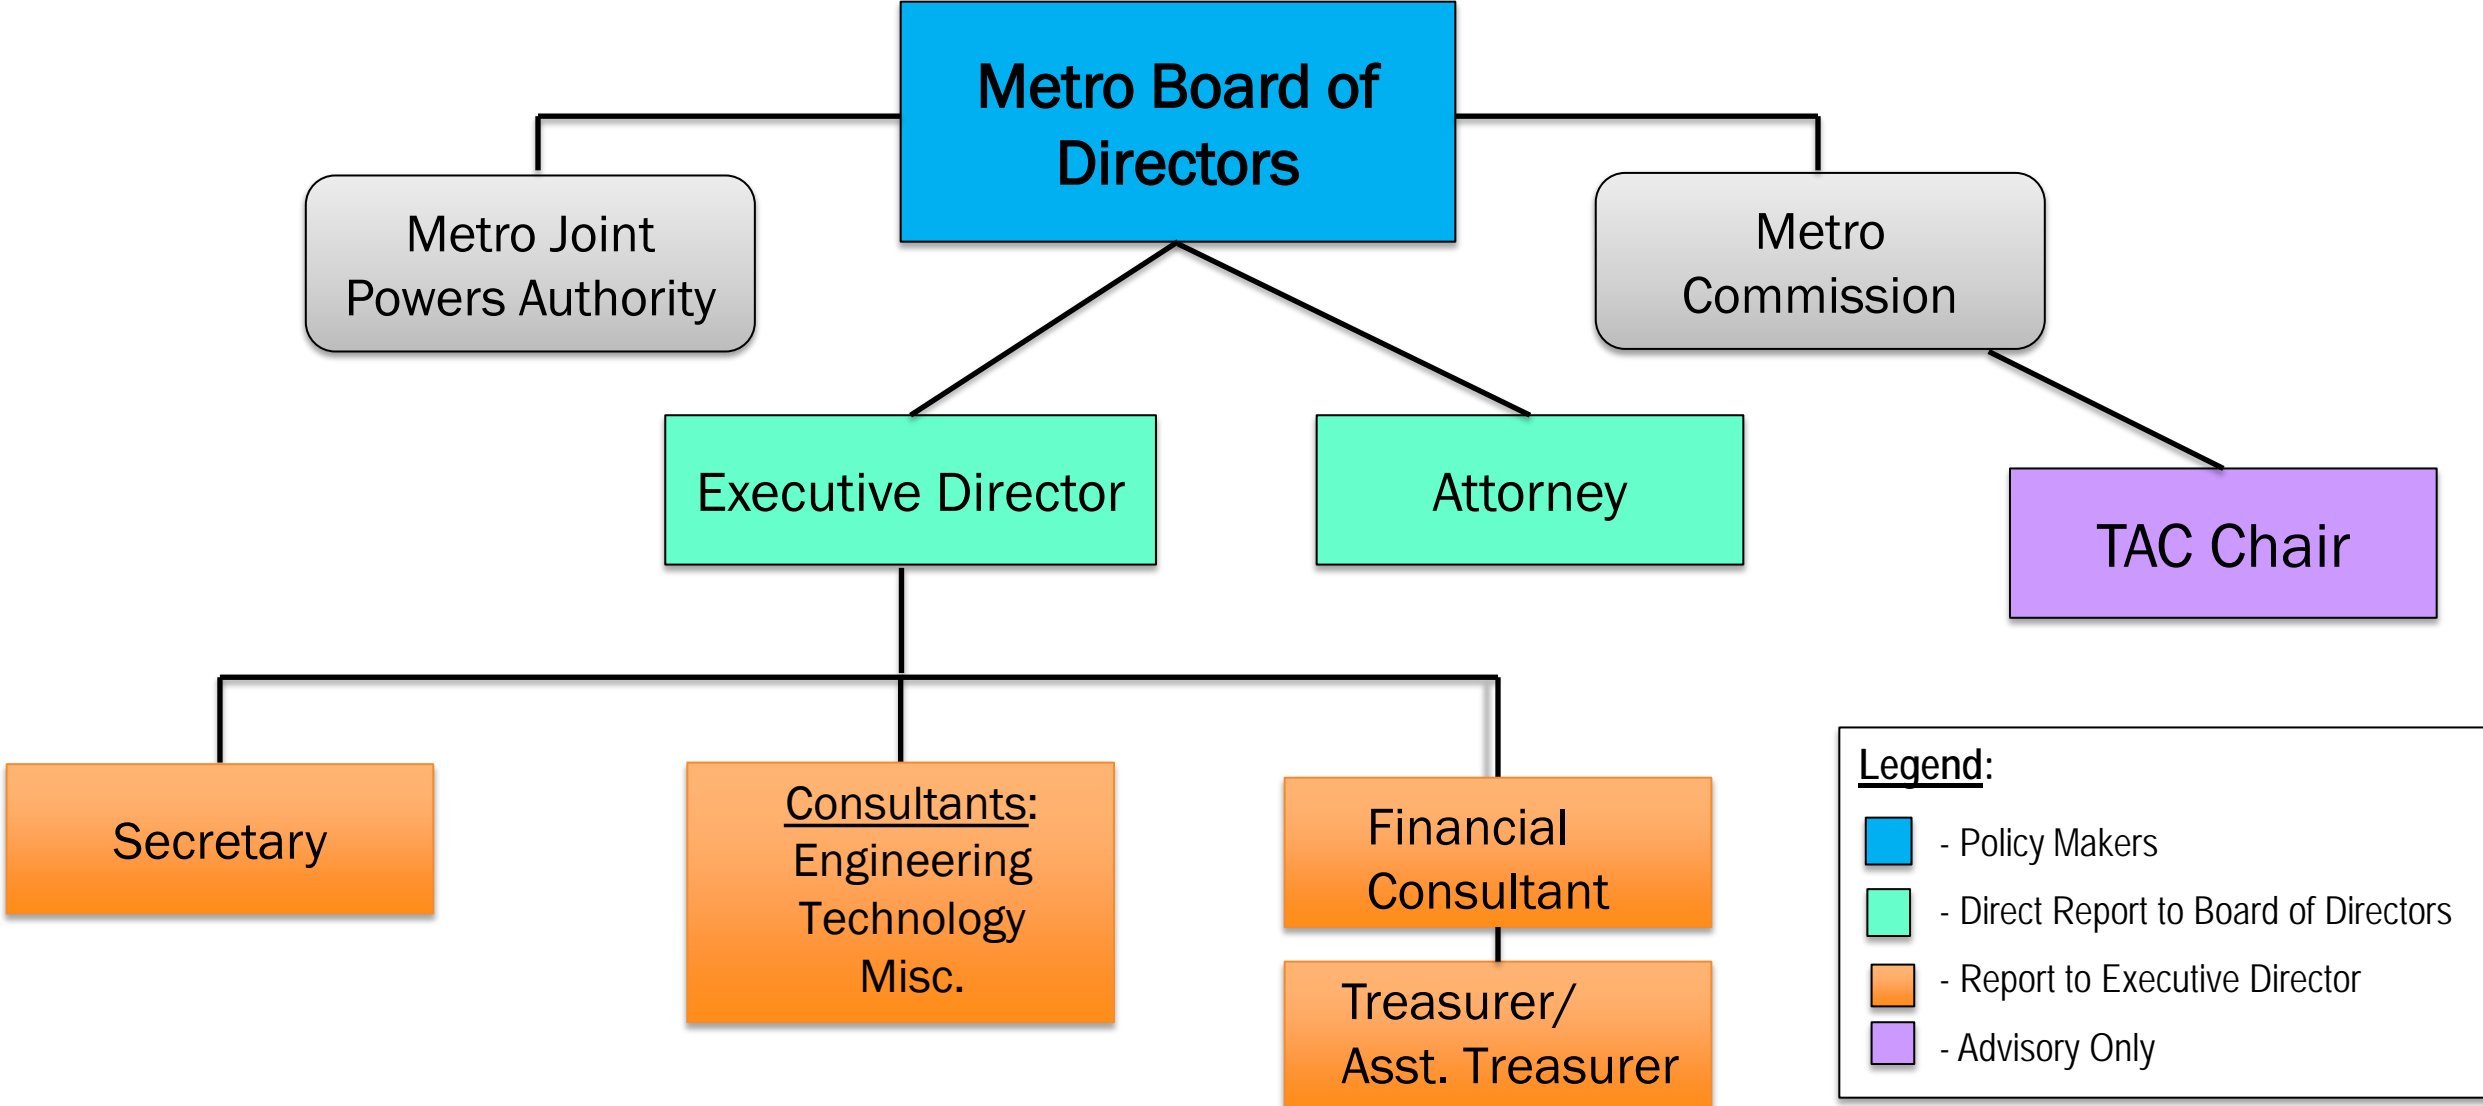 Metro Board of
Directors
Metro Joint
Powers Authority
Metro
Commission
Executive Director
Attorney
TAC Chair
Secretary
Consultants:
Engineering
Technology
Misc.
Financial
Consultant
Treasurer/
Asst. Treasurer
Legend:
- Policy Makers
- Direct Report to Board of Directors
- Report to Executive Director
- Advisory Only